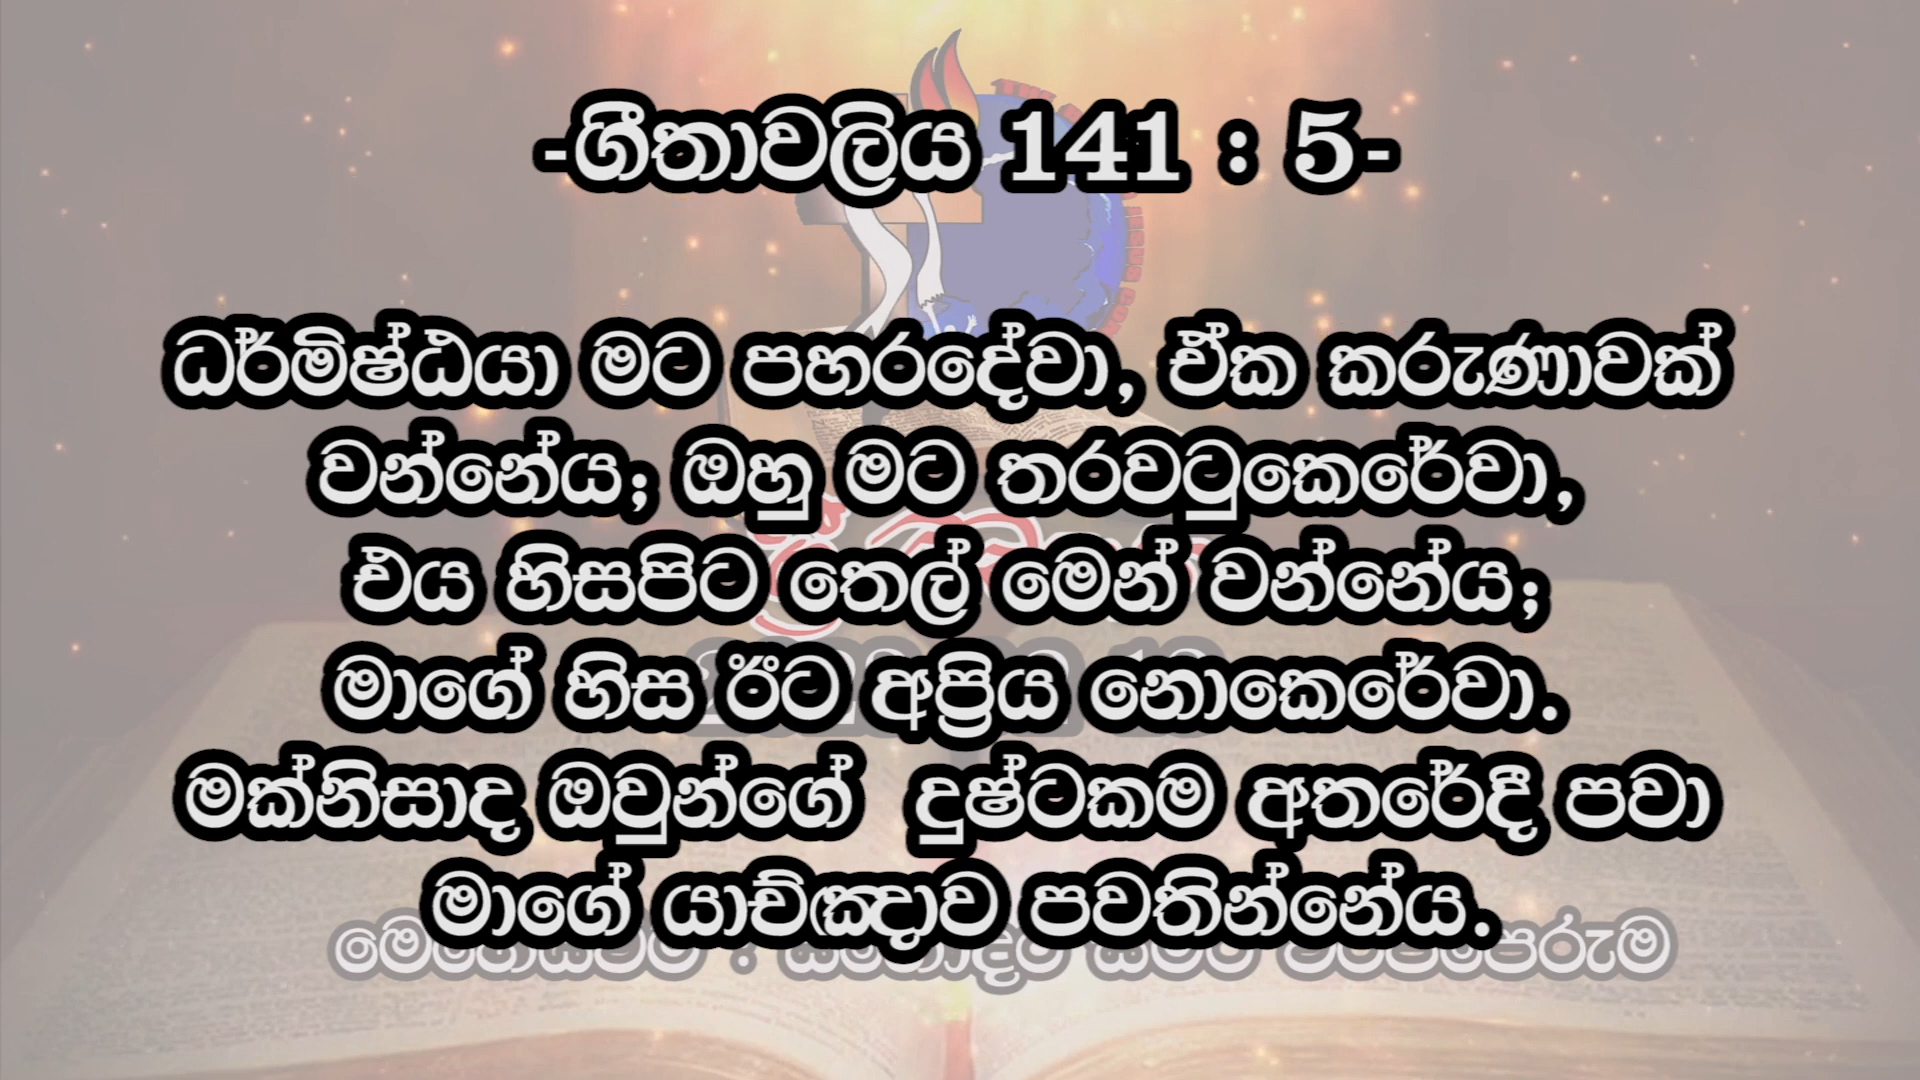 -ගීතාවලිය 141 : 5-
ධර්මිෂ්ඨයා මට පහරදේවා, ඒක කරුණාවක්
වන්නේය; ඔහු මට තරවටුකෙරේවා,
එය හිසපිට තෙල් මෙන් වන්නේය;
මාගේ හිස ඊට අප්‍රිය නොකෙරේවා.
මක්නිසාද ඔවුන්ගේ දුෂ්ටකම අතරේදී පවා
මාගේ යාච්ඤාව පවතින්නේය.